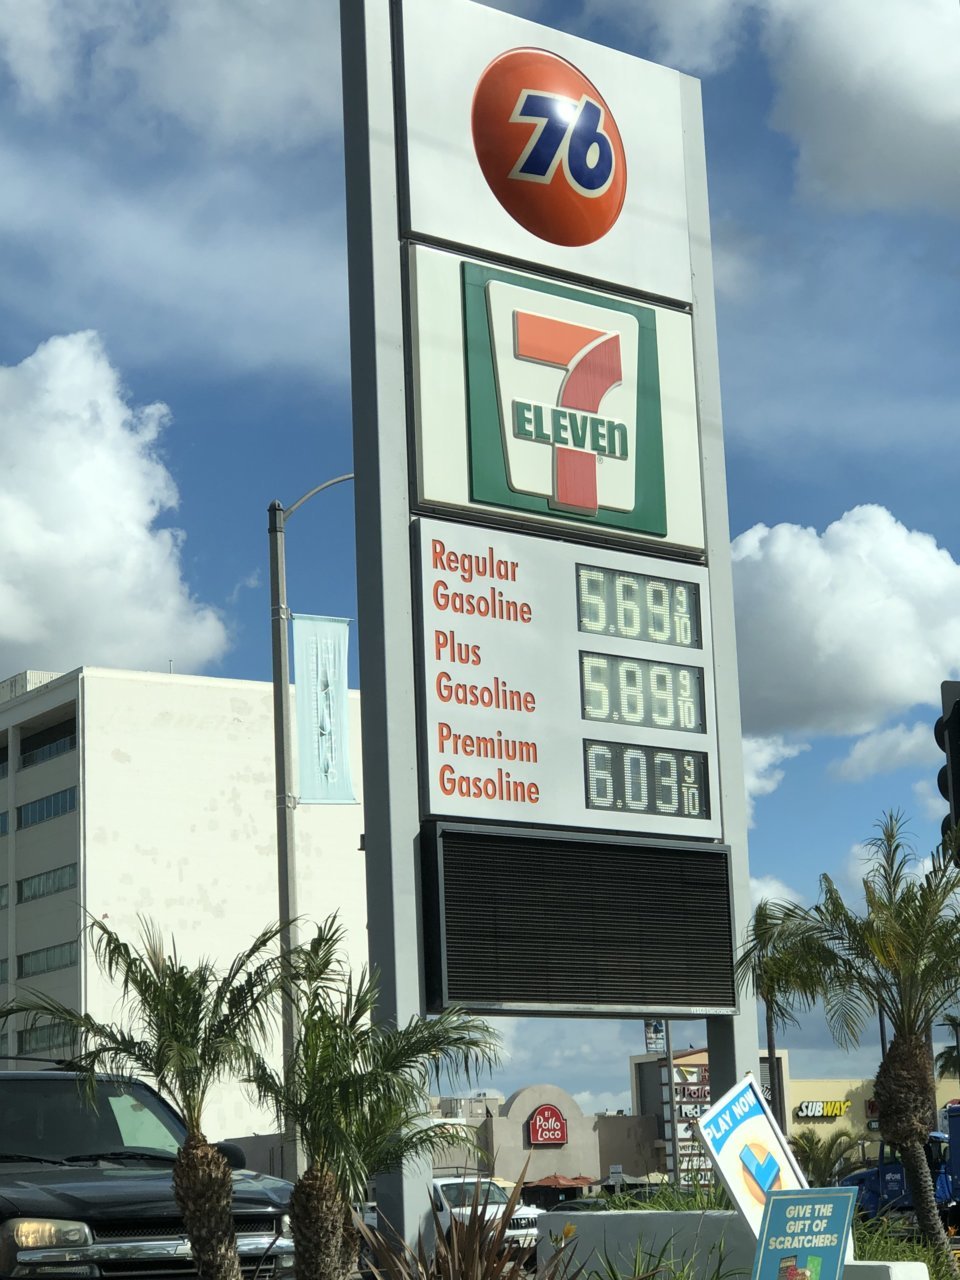 76
7
ELEVEn
Regular
Gasoline
5.69 9/10
Plus
Gasoline
5.89 9/10
Premium
Gasoline
6.03 9/10
El
Pollo
Loco
SUBWAY
PLAY NOW
GIVE THE
GIFT OF
SCRATCHERS